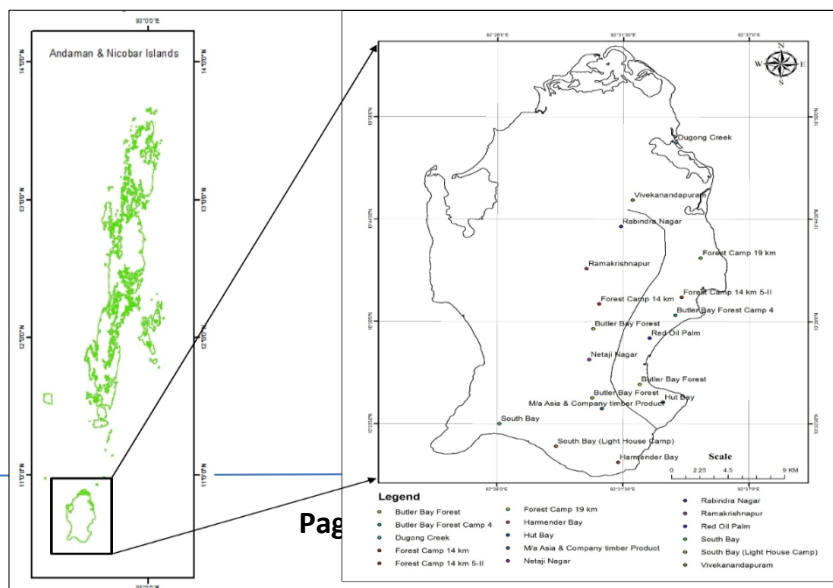 93°0'0"E
Andaman & Nicobar Islands
N
W E
S
Dugong Creek
Vivekanandapuram
Rabindra Nagar
Forest Camp 19 km
Ramakrishnapur
Forest Camp 14 km 5-II
Forest Camp 14 km
Butler Bay Forest Camp 4
Butler Bay Forest
Red Oil Palm
Netaji Nagar
Butler Bay Forest
Butler Bay Forest
Hut Bay
M/a Asia & Company timber Product
South Bay
South Bay (Light House Camp)
Scale
Harmender Bay
0 2.25 4.5 9 KM
Legend
Butler Bay Forest
Butler Bay Forest Camp 4
Dugong Creek
Forest Camp 14 km
Forest Camp 14 km 5-II
Forest Camp 19 km
Harmender Bay
Hut Bay
M/a Asia & Company timber Product
Netaji Nagar
Rabindra Nagar
Ramakrishnapur
Red Oil Palm
South Bay
South Bay (Light House Camp)
Vivekanandapuram
Pag
93°0'0"E